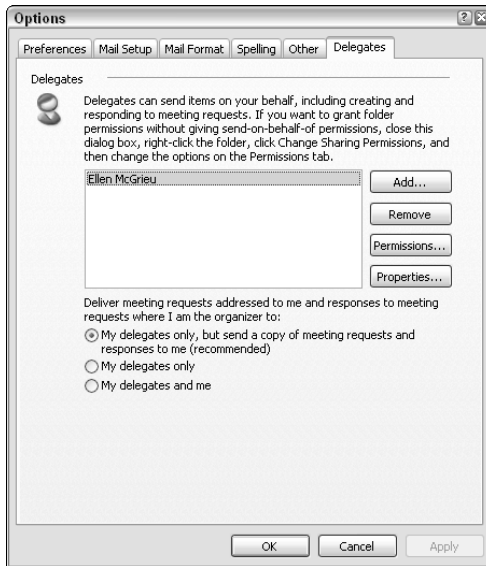 Options
Preferences Mail Setup Mail Format Spelling Other Delegates
Delegates
Delegates can send items on your behalf, including creating and
responding to meeting requests. If you want to grant folder
permissions without giving send-on-behalf-of permissions, close this
dialog box, right-click the folder, click Change Sharing Permissions, and
then change the options on the Permissions tab.
Ellen McGrieu
Add...
Remove
Permissions...
Properties...
Deliver meeting requests addressed to me and responses to meeting
requests where I am the organizer to:
My delegates only, but send a copy of meeting requests and
responses to me (recommended)
My delegates only
My delegates and me
OK Cancel Apply